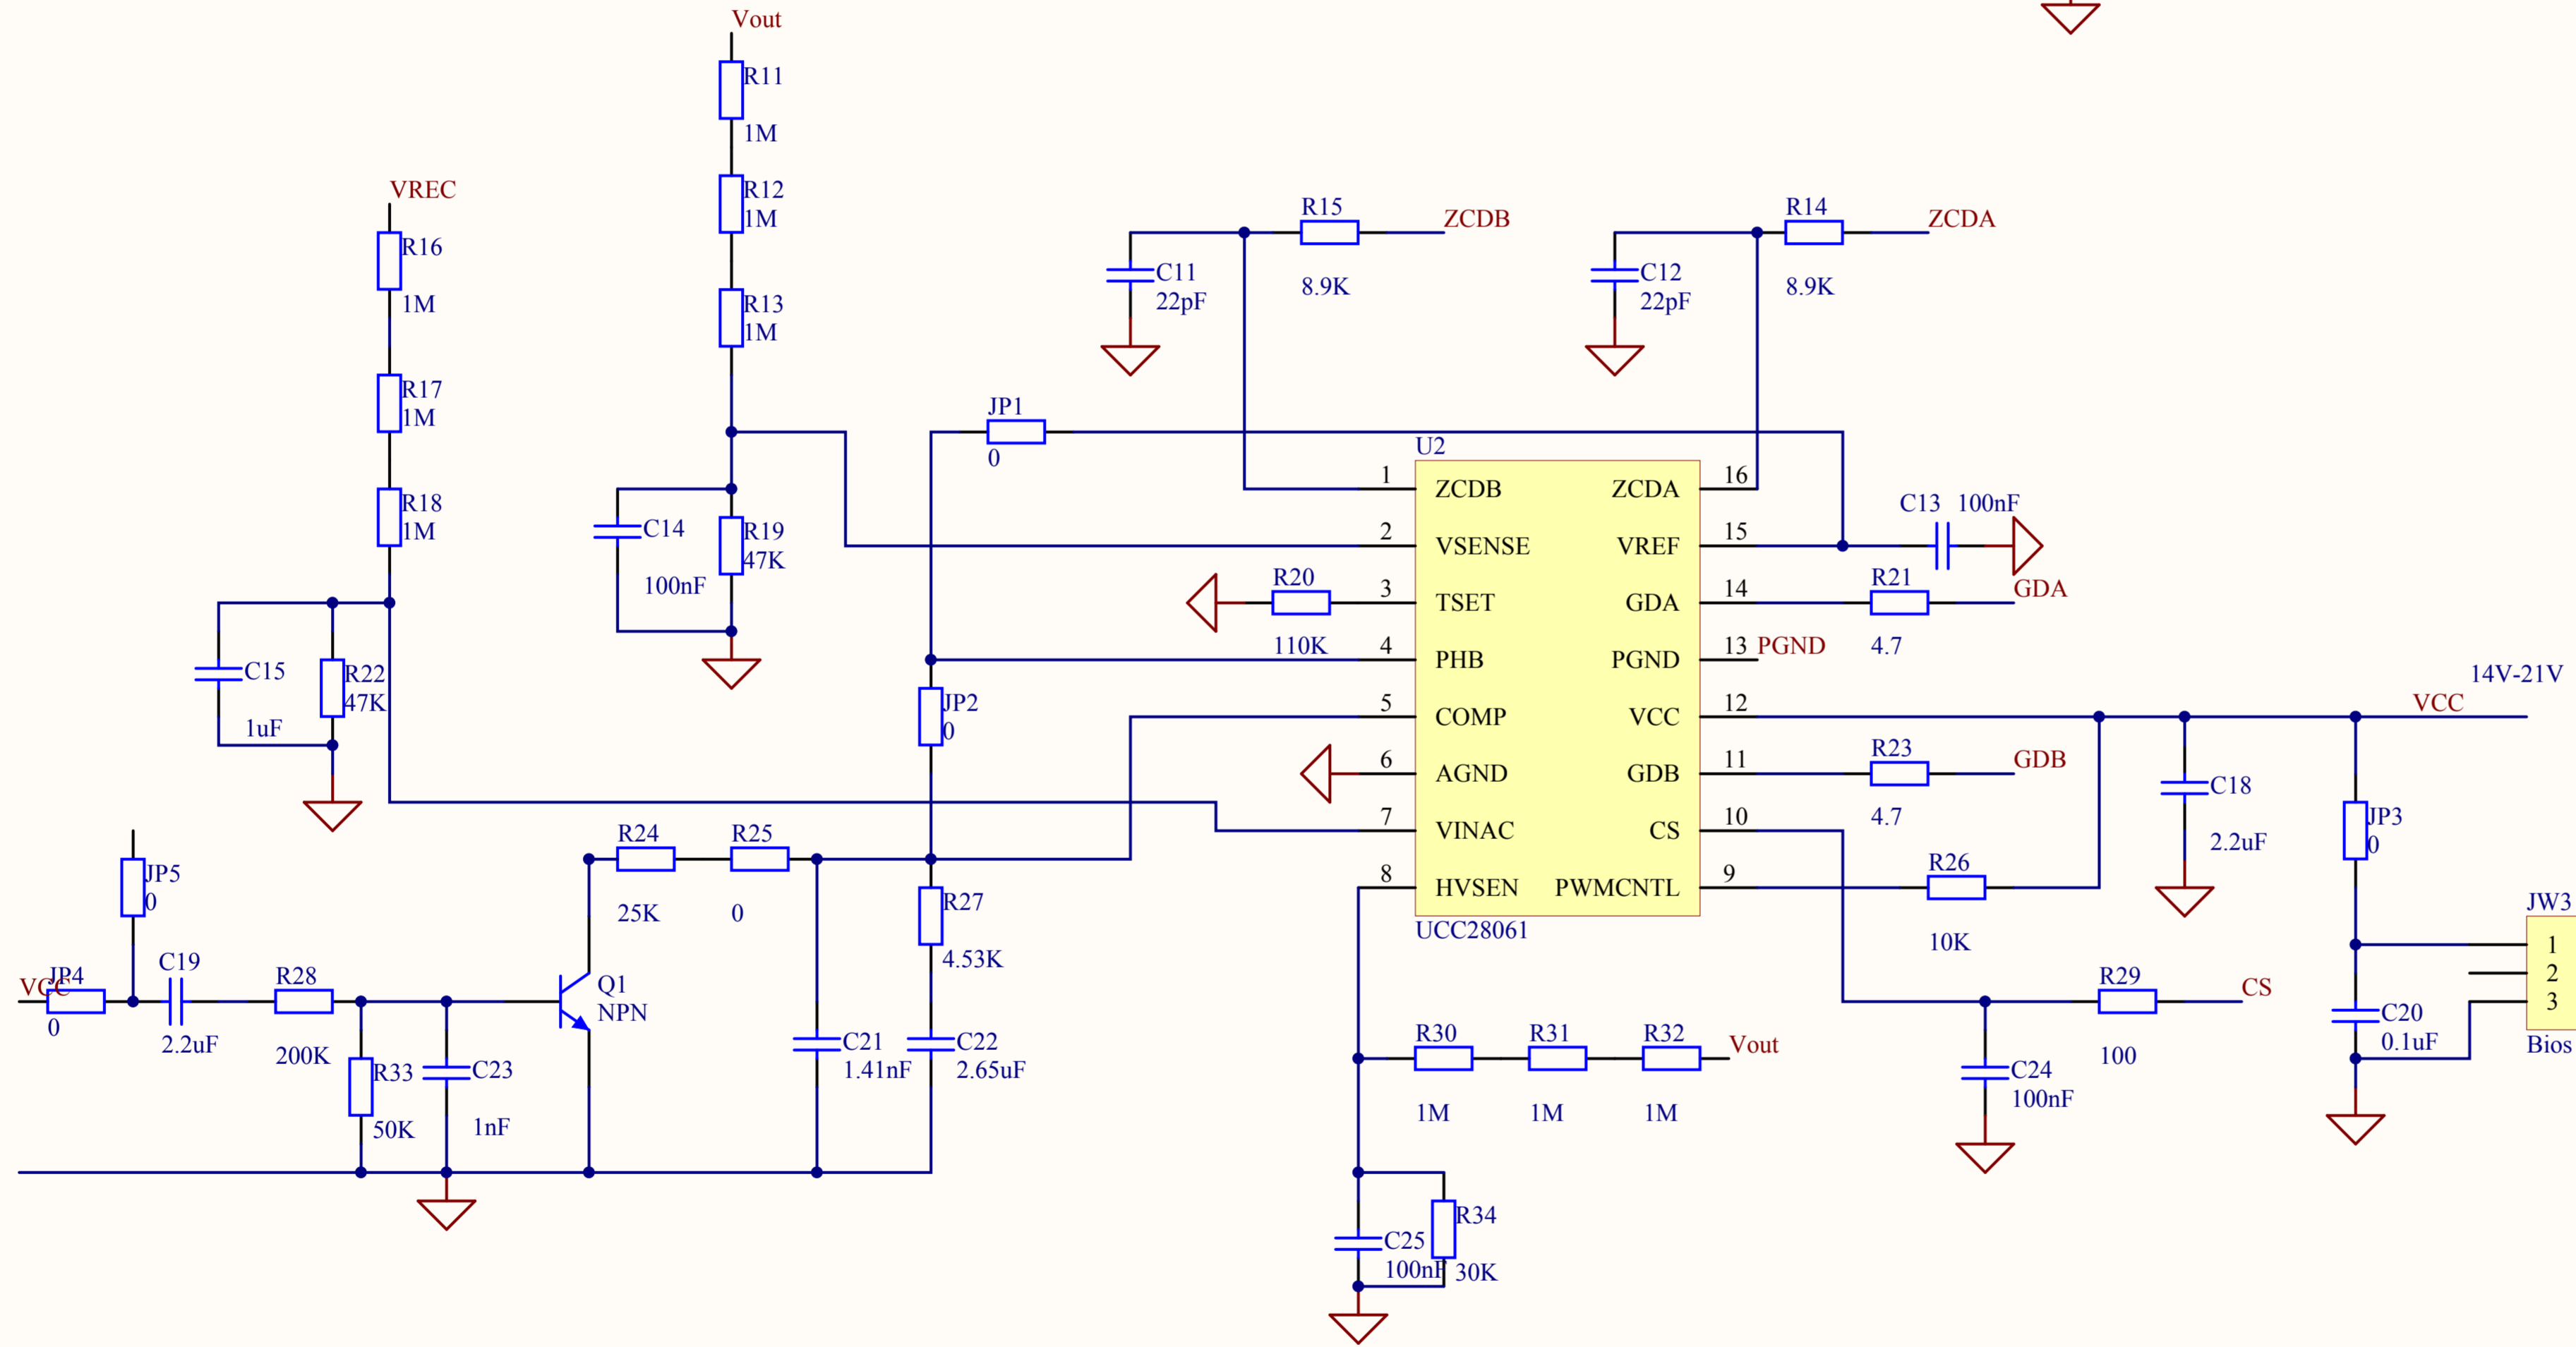 Vout
R11
1M
R12
1M
R13
1M
VREC
R16
1M
R17
1M
R18
1M
C14
100nF
R19
47K
C15
1uF
R22
47K
R15
8.9K
ZCDB
C11
22pF
R14
8.9K
ZCDA
C12
22pF
JP1
0
U2
1 ZCDB ZCDA 16
2 VSENSE VREF 15
3 TSET GDA 14
4 PHB PGND 13 PGND
5 COMP VCC 12
6 AGND GDB 11
7 VINAC CS 10
8 HVSEN PWMCNTL 9
UCC28061
C13 100nF
R20
110K
R21
4.7
GDA
JP2
0
14V-21V
VCC
R23
4.7
GDB
C18
2.2uF
JP3
0
R26
10K
JW3
1
2
3
Bios
C20
0.1uF
R29
100
CS
C24
100nF
JP5
0
VCC
JP4
0
C19
2.2uF
R28
200K
R33
50K
C23
1nF
Q1
NPN
R24
25K
R25
0
R27
4.53K
C21
1.41nF
C22
2.65uF
R30
1M
R31
1M
R32
1M
Vout
C25
100nF
R34
30K